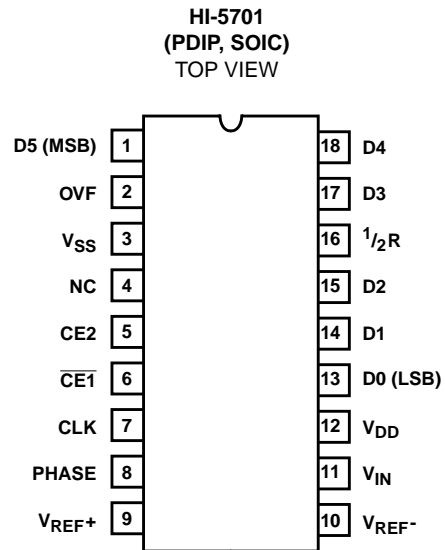 HI-5701
(PDIP, SOIC)
TOP VIEW
D5 (MSB) 1 18 D4
OVF 2 17 D3
VSS 3 16 1/2R
NC 4 15 D2
CE2 5 14 D1
C̅E̅1̅ 6 13 D0 (LSB)
CLK 7 12 VDD
PHASE 8 11 VIN
VREF+ 9 10 VREF-